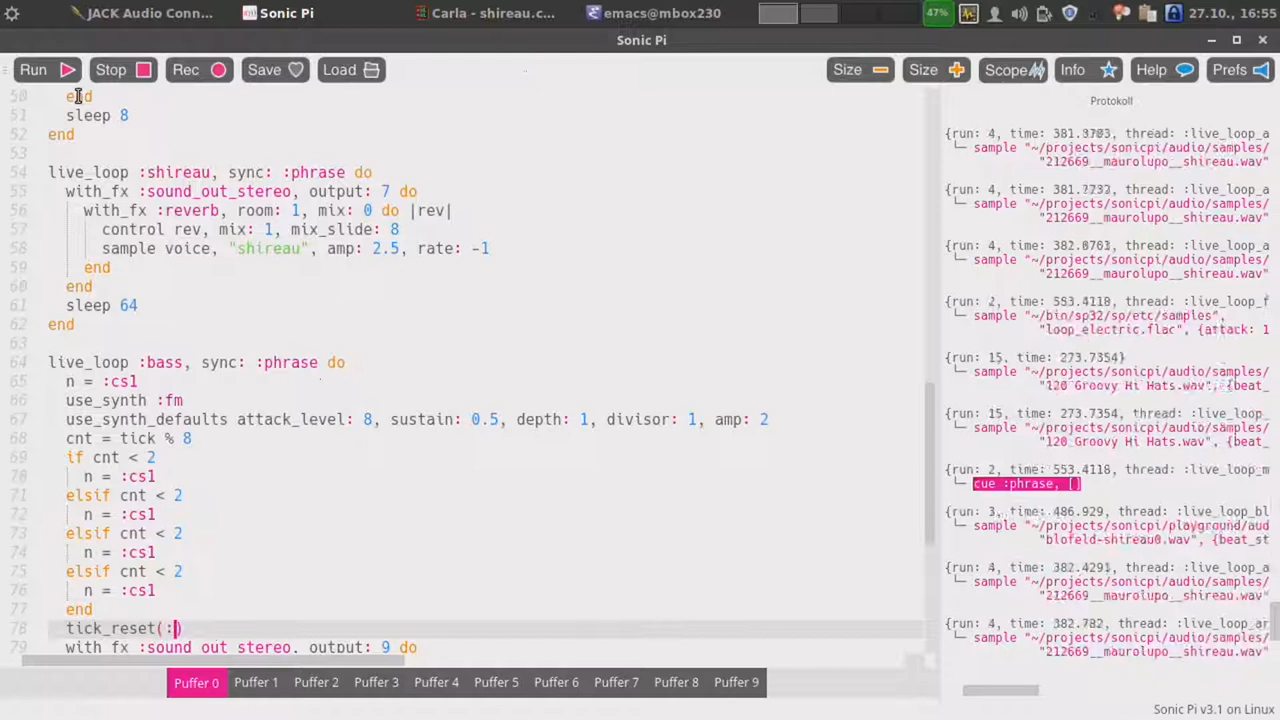 JACK Audio Conn...
Sonic Pi
Carla - shireau.c...
emacs@mbox230
47%
27.10., 16:55
Sonic Pi
Run
Stop
Rec
Save
Load
Size
Size
Scope
Info
Help
Prefs
50 end
51 sleep 8
52 end
53
54 live_loop :shireau, sync: :phrase do
55 with_fx :sound_out_stereo, output: 7 do
56 with_fx :reverb, room: 1, mix: 0 do |rev|
57 control rev, mix: 1, mix_slide: 8
58 sample voice, "shireau", amp: 2.5, rate: -1
59 end
60 end
61 sleep 64
62 end
63
64 live_loop :bass, sync: :phrase do
65 n = :cs1
66 use_synth :fm
67 use_synth_defaults attack_level: 8, sustain: 0.5, depth: 1, divisor: 1, amp: 2
68 cnt = tick % 8
69 if cnt < 2
70 n = :cs1
71 elsif cnt < 2
72 n = :cs1
73 elsif cnt < 2
74 n = :cs1
75 elsif cnt < 2
76 n = :cs1
77 end
78 tick_reset(:)
79 with_fx :sound_out_stereo, output: 9 do
Protokoll
{run: 4, time: 381.3703, thread: :live_loop_a
└─ sample "~/projects/sonicpi/audio/samples/
"212669__maurolupo__shireau.wav"
{run: 4, time: 381.7232, thread: :live_loop_a
└─ sample "~/projects/sonicpi/audio/samples/
"212669__maurolupo__shireau.wav"
{run: 4, time: 382.0761, thread: :live_loop_a
└─ sample "~/projects/sonicpi/audio/samples/
"212669__maurolupo__shireau.wav"
{run: 2, time: 553.4118, thread: :live_loop_f
└─ sample "~/bin/sp32/sp/etc/samples",
"loop_electric.flac", {attack: 1
{run: 15, time: 273.7354}
└─ sample "~/projects/sonicpi/audio/samples/
"120 Groovy Hi Hats.wav", {beat_
{run: 15, time: 273.7354, thread: :live_loop_
└─ sample "~/projects/sonicpi/audio/samples/
"120 Groovy Hi Hats.wav", {beat_
{run: 2, time: 553.4118, thread: :live_loop_m
└─ cue :phrase, []
{run: 3, time: 486.929, thread: :live_loop_bl
└─ sample "~/projects/sonicpi/playground/aud
"blofeld-shireau0.wav", {beat_st
{run: 4, time: 382.4291, thread: :live_loop_a
└─ sample "~/projects/sonicpi/audio/samples/
"212669__maurolupo__shireau.wav"
{run: 4, time: 382.782, thread: :live_loop_ar
└─ sample "~/projects/sonicpi/audio/samples/
"212669__maurolupo__shireau.wav"
Puffer 0 Puffer 1 Puffer 2 Puffer 3 Puffer 4 Puffer 5 Puffer 6 Puffer 7 Puffer 8 Puffer 9
Sonic Pi v3.1 on Linux